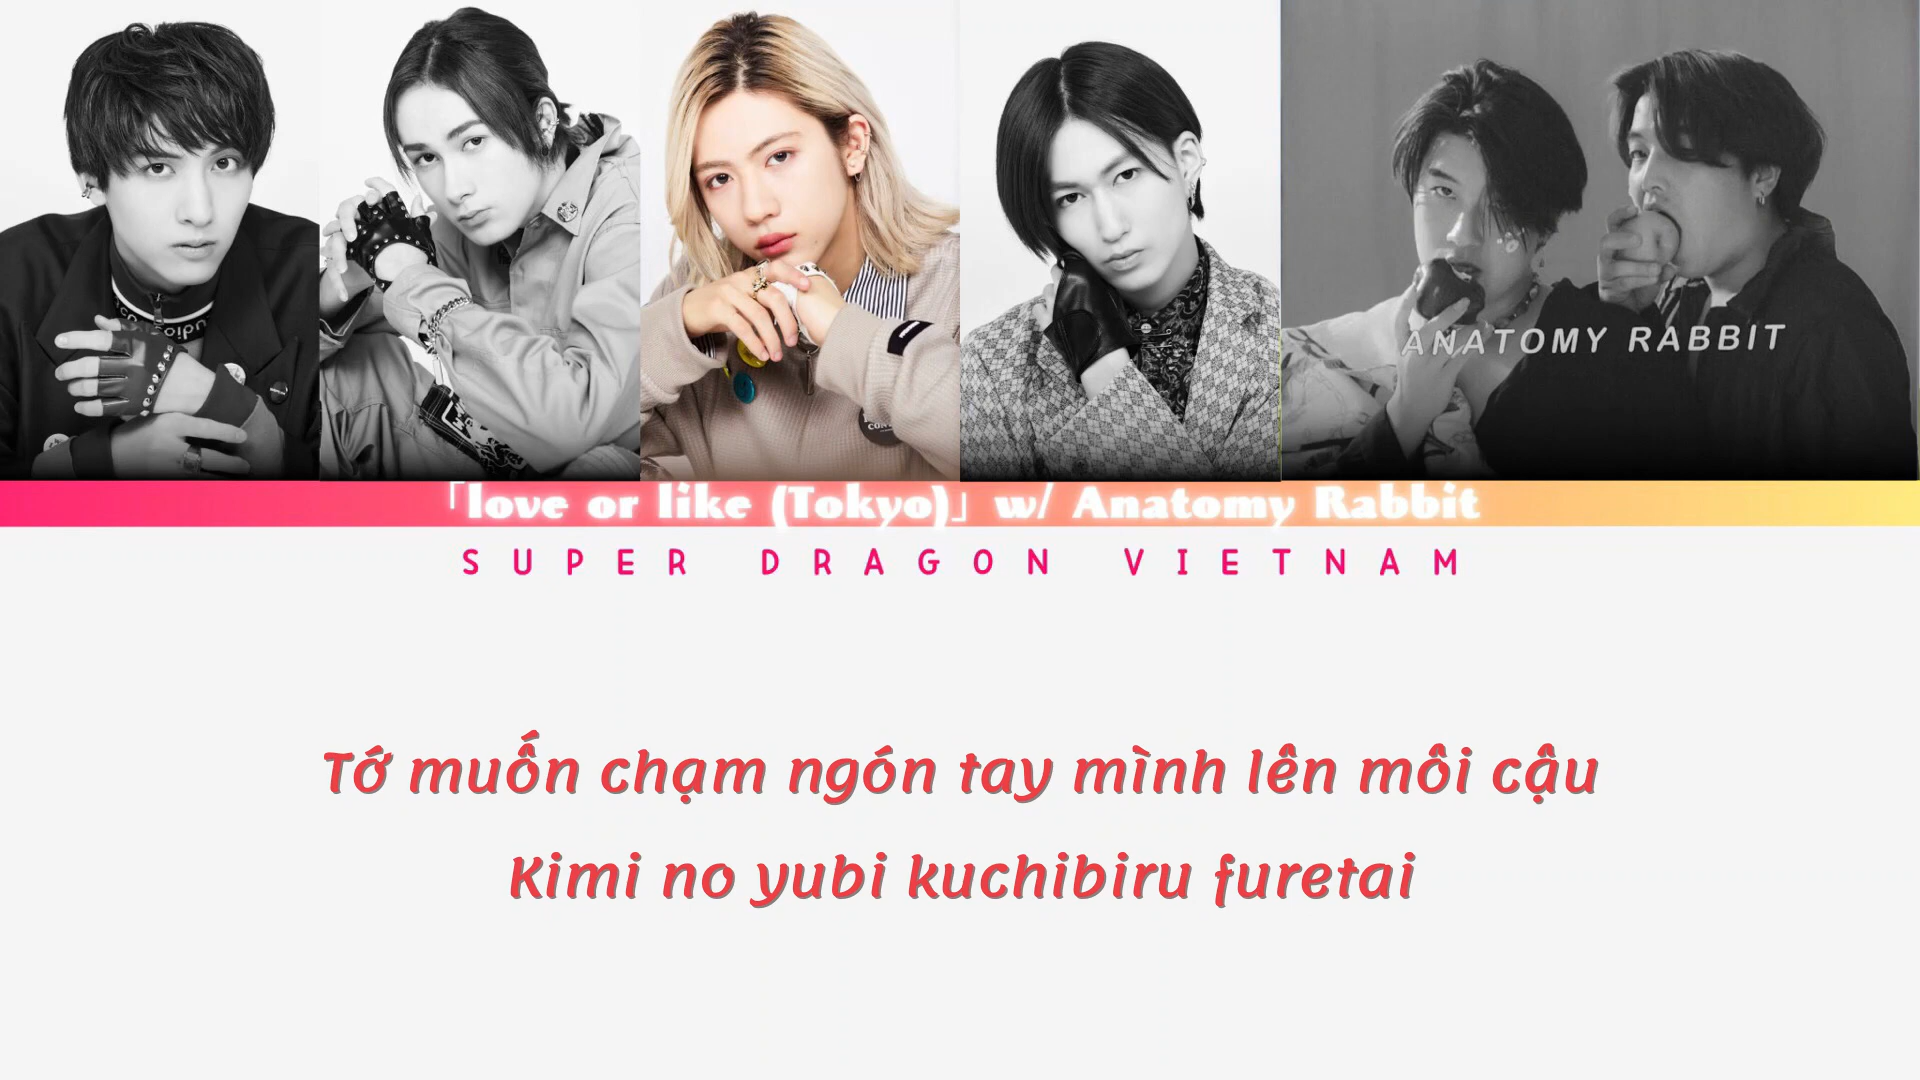 ANATOMY RABBIT
「love or like (Tokyo)」 w/ Anatomy Rabbit
SUPER DRAGON VIETNAM
Tớ muốn chạm ngón tay mình lên môi cậu
Kimi no yubi kuchibiru furetai